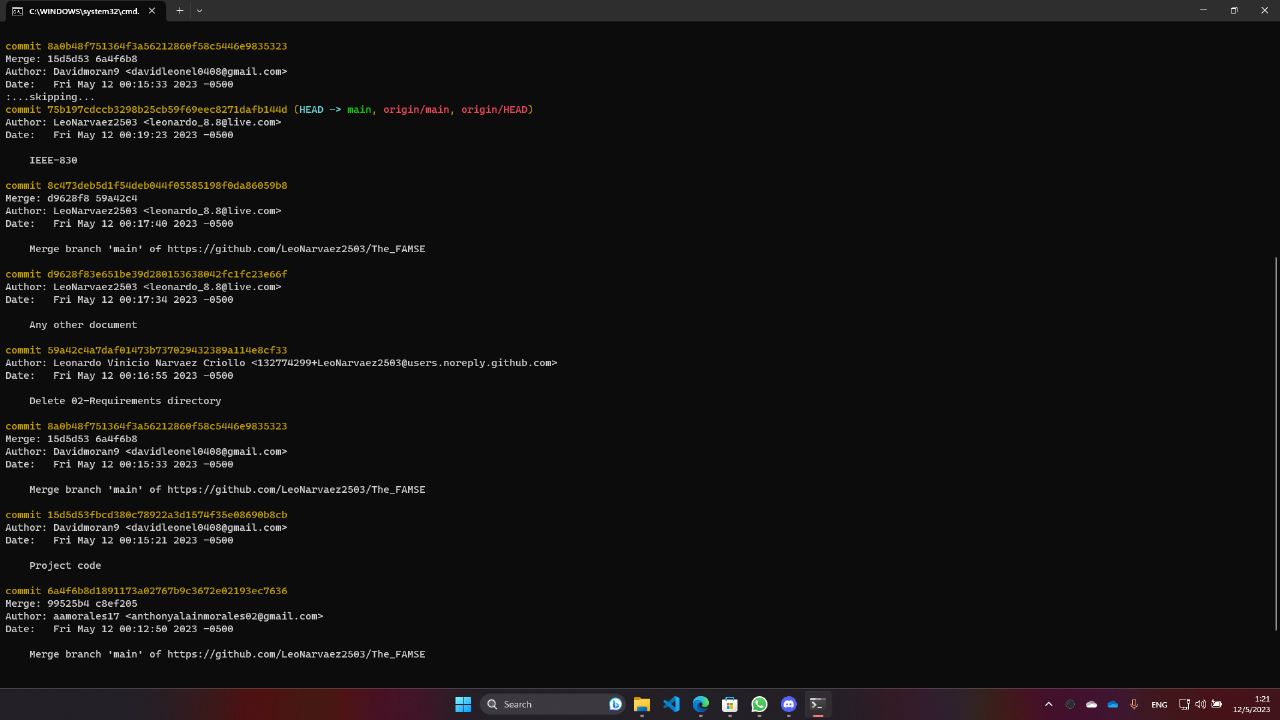 C:\WINDOWS\system32\cmd.
commit 8a0b48f751364f3a56212860f58c5446e9835323
Merge: 15d5d53 6a4f6b8
Author: Davidmoran9 <davidleonel0408@gmail.com>
Date:   Fri May 12 00:15:33 2023 -0500
:...skipping...
commit 75b197cdccb3298b25cb59f69eec8271dafb144d (HEAD -> main, origin/main, origin/HEAD)
Author: LeoNarvaez2503 <leonardo_8.8@live.com>
Date:   Fri May 12 00:19:23 2023 -0500
IEEE-830
commit 8c473deb5d1f54deb044f05585198f0da86059b8
Merge: d9628f8 59a42c4
Author: LeoNarvaez2503 <leonardo_8.8@live.com>
Date:   Fri May 12 00:17:40 2023 -0500
Merge branch 'main' of https://github.com/LeoNarvaez2503/The_FAMSE
commit d9628f83e651be39d280153638042fc1fc23e66f
Author: LeoNarvaez2503 <leonardo_8.8@live.com>
Date:   Fri May 12 00:17:34 2023 -0500
Any other document
commit 59a42c4a7daf01473b737029432389a114e8cf33
Author: Leonardo Vinicio Narvaez Criollo <132774299+LeoNarvaez2503@users.noreply.github.com>
Date:   Fri May 12 00:16:55 2023 -0500
Delete 02-Requirements directory
commit 8a0b48f751364f3a56212860f58c5446e9835323
Merge: 15d5d53 6a4f6b8
Author: Davidmoran9 <davidleonel0408@gmail.com>
Date:   Fri May 12 00:15:33 2023 -0500
Merge branch 'main' of https://github.com/LeoNarvaez2503/The_FAMSE
commit 15d5d53fbcd380c78922a3d1574f35e08690b8cb
Author: Davidmoran9 <davidleonel0408@gmail.com>
Date:   Fri May 12 00:15:21 2023 -0500
Project code
commit 6a4f6b8d1891173a02767b9c3672e02193ec7636
Merge: 99525b4 c8ef205
Author: aamorales17 <anthonyalainmorales02@gmail.com>
Date:   Fri May 12 00:12:50 2023 -0500
Merge branch 'main' of https://github.com/LeoNarvaez2503/The_FAMSE
Search
ENG
1:21
12/5/2023